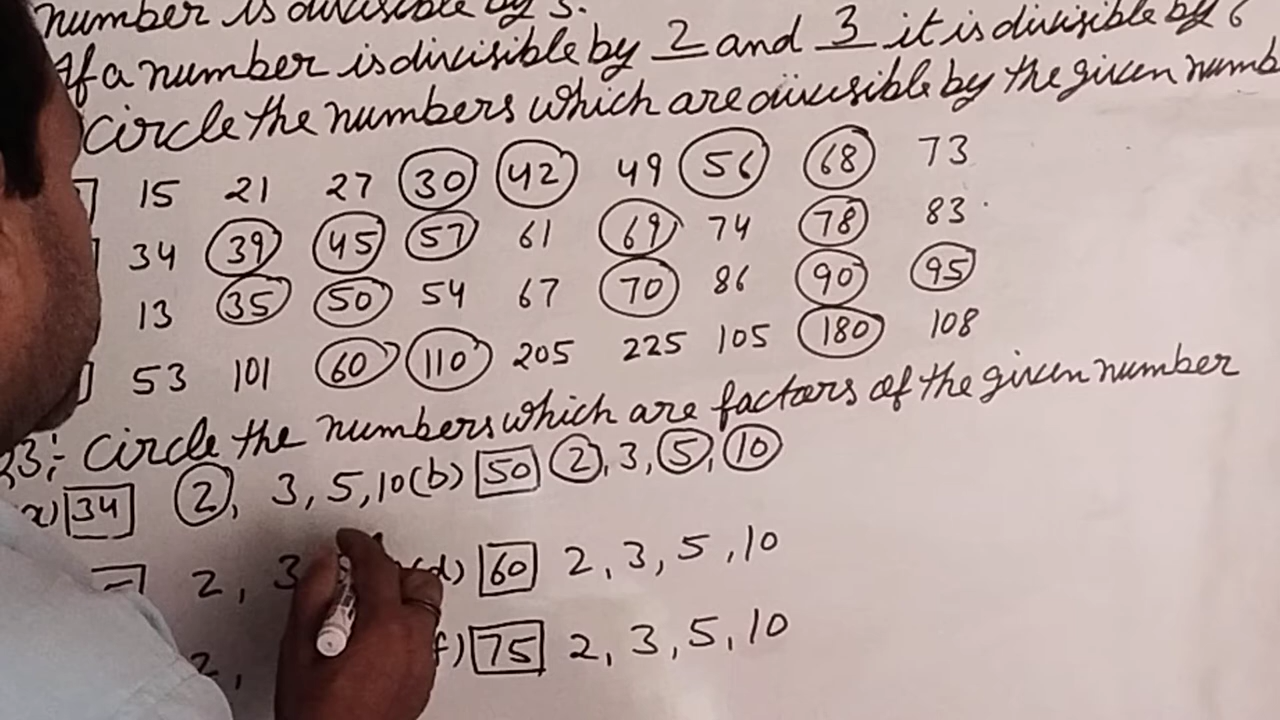 number is divisible by 5.
If a number is divisible by 2 and 3 it is divisible by 6
Circle the numbers which are divisible by the given numb
15 21 27 30 42 49 56 68 73
34 39 45 57 61 69 74 78 83
13 35 50 54 67 70 86 90 95
53 101 60 110 205 225 105 180 108
23:- Circle the numbers which are factors of the given number
a) 34 2, 3, 5, 10 (b) 50 2, 3, 5, 10
2, 3 (d) 60 2, 3, 5, 10
2, f) 75 2, 3, 5, 10